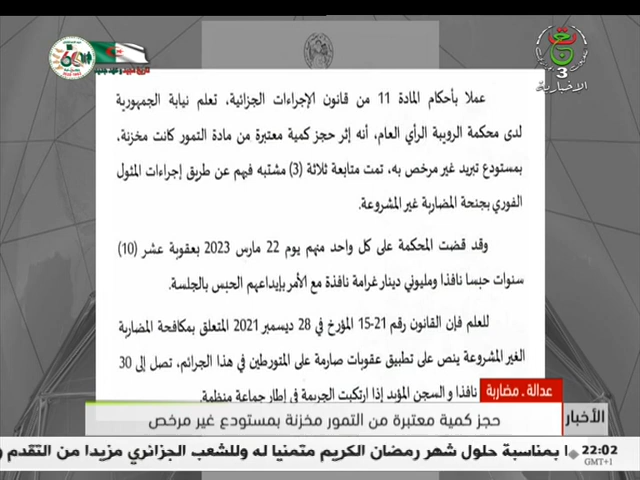 60
تاريخ مجيد وعهد جديد
3
الإخبارية
عملا بأحكام المادة 11 من قانون الإجراءات الجزائية، تعلم نيابة الجمهورية
لدى محكمة الرويبة الرأي العام، أنه إثر حجز كمية معتبرة من مادة التمور كانت مخزنة،
بمستودع تبريد غير مرخص به، تمت متابعة ثلاثة (3) مشتبه فيهم عن طريق إجراءات المثول
الفوري بجنحة المضاربة غير المشروعة.
وقد قضت المحكمة على كل واحد منهم يوم 22 مارس 2023 بعقوبة عشر (10)
سنوات حبسا نافذا ومليوني دينار غرامة نافذة مع الأمر بإيداعهم الحبس بالجلسة.
للعلم فإن القانون رقم 21-15 المؤرخ في 28 ديسمبر 2021 المتعلق بمكافحة المضاربة
الغير المشروعة ينص على تطبيق عقوبات صارمة على المتورطين في هذا الجرائم، تصل إلى 30
نافذا و السجن المؤبد إذا ارتكبت الجريمة في إطار جماعة منظمة.
عدالة - مضاربة
الأخبار
حجز كمية معتبرة من التمور مخزنة بمستودع غير مرخص
22:02
GMT+1
ا بمناسبة حلول شهر رمضان الكريم متمنيا له وللشعب الجزائري مزيدا من التقدم و